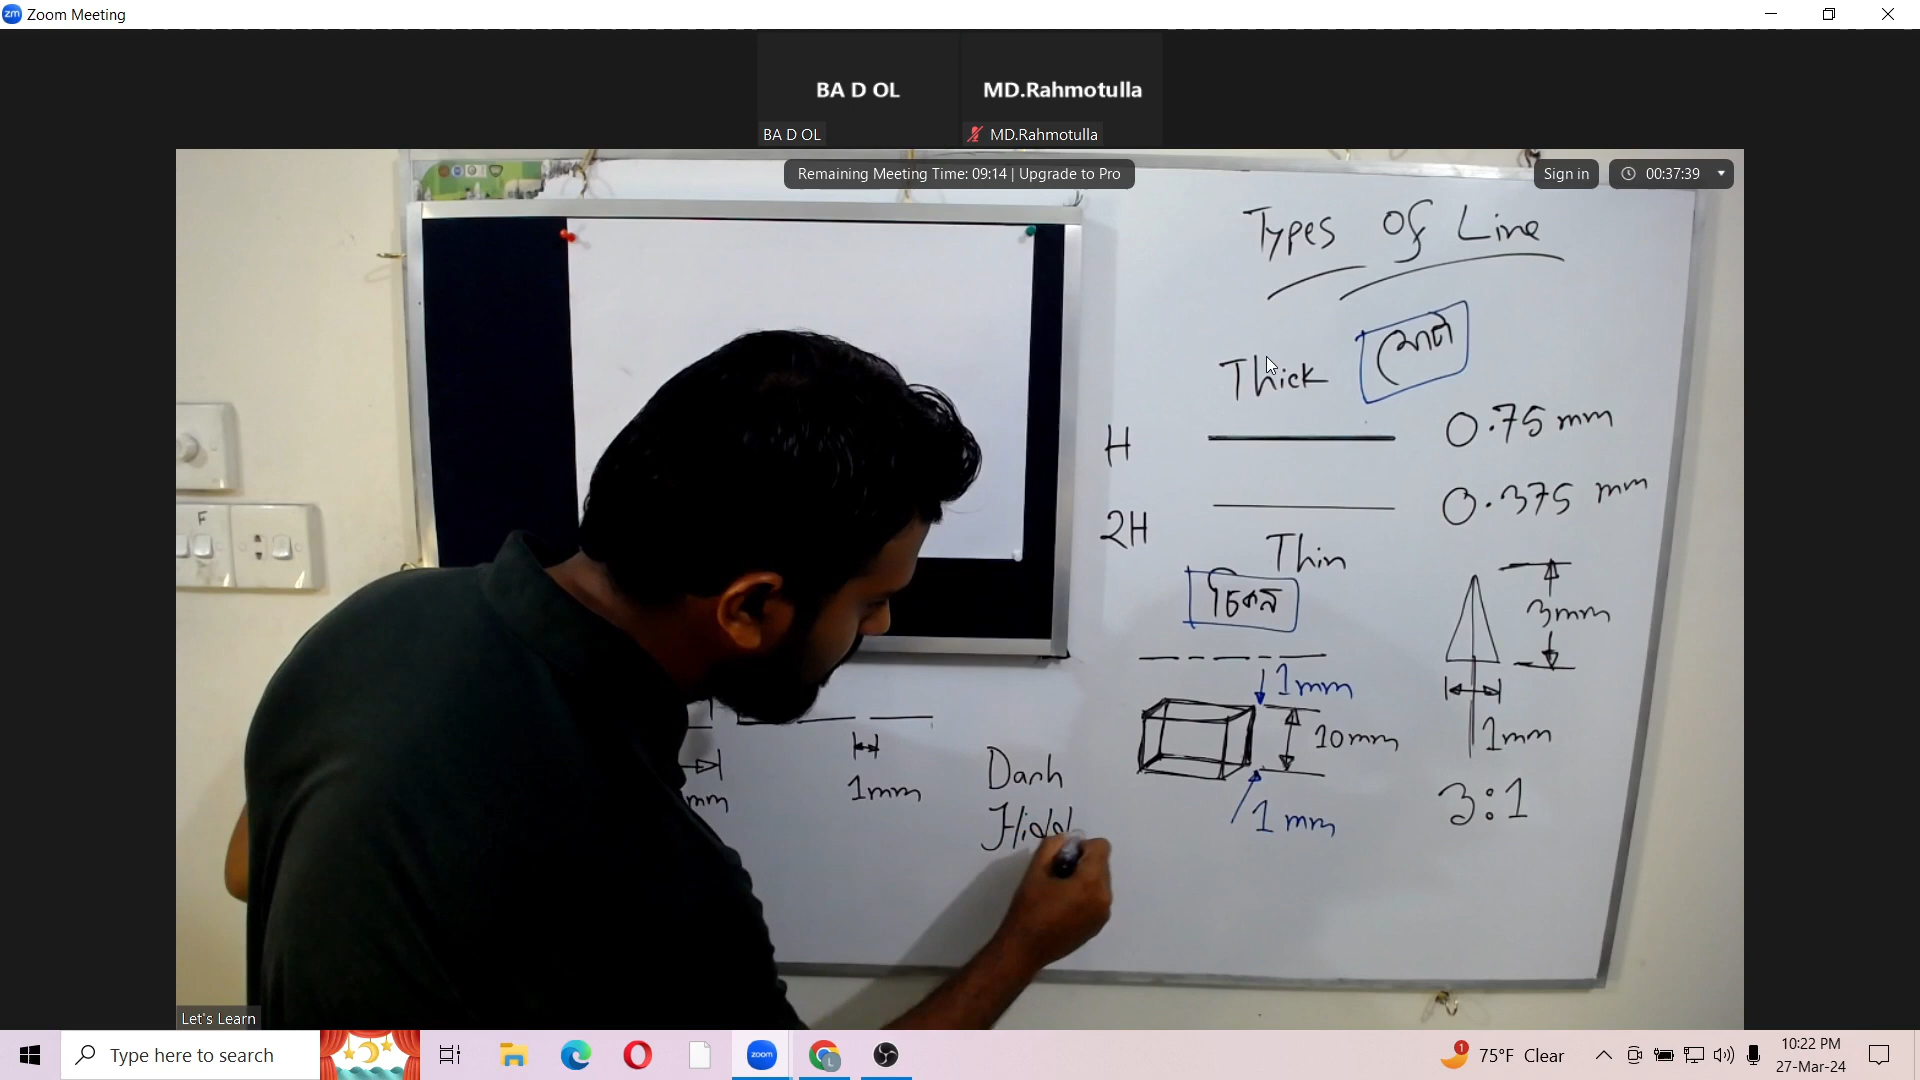 Zoom Meeting
BA D OL
MD.Rahmotulla
BA D OL
MD.Rahmotulla
Remaining Meeting Time: 09:14 | Upgrade to Pro
Sign in
00:37:39
Types Of Line
Thick
মোটা
H
0.75 mm
0.375 mm
2H
Thin
চিকন
3mm
1mm
10mm
1mm
1mm
3:1
mm
1mm
Dash
Hidd
F
Let's Learn
Type here to search
zoom
L
1
75°F Clear
10:22 PM
27-Mar-24